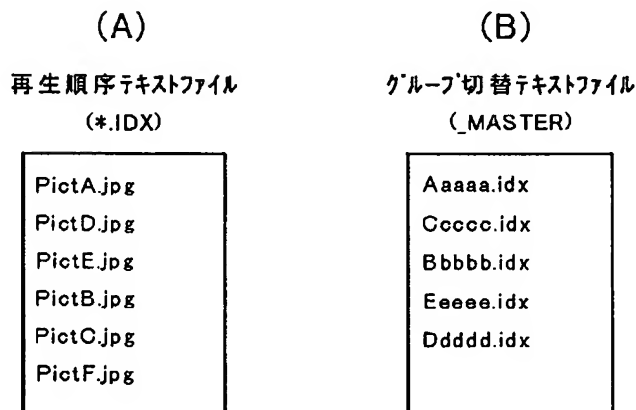 (A)
再生順序テキストファイル
(*.IDX)
PictA.jpg
PictD.jpg
PictE.jpg
PictB.jpg
PictC.jpg
PictF.jpg
(B)
グループ切替テキストファイル
(_MASTER)
Aaaaa.idx
Ccccc.idx
Bbbbb.idx
Eeeee.idx
Ddddd.idx